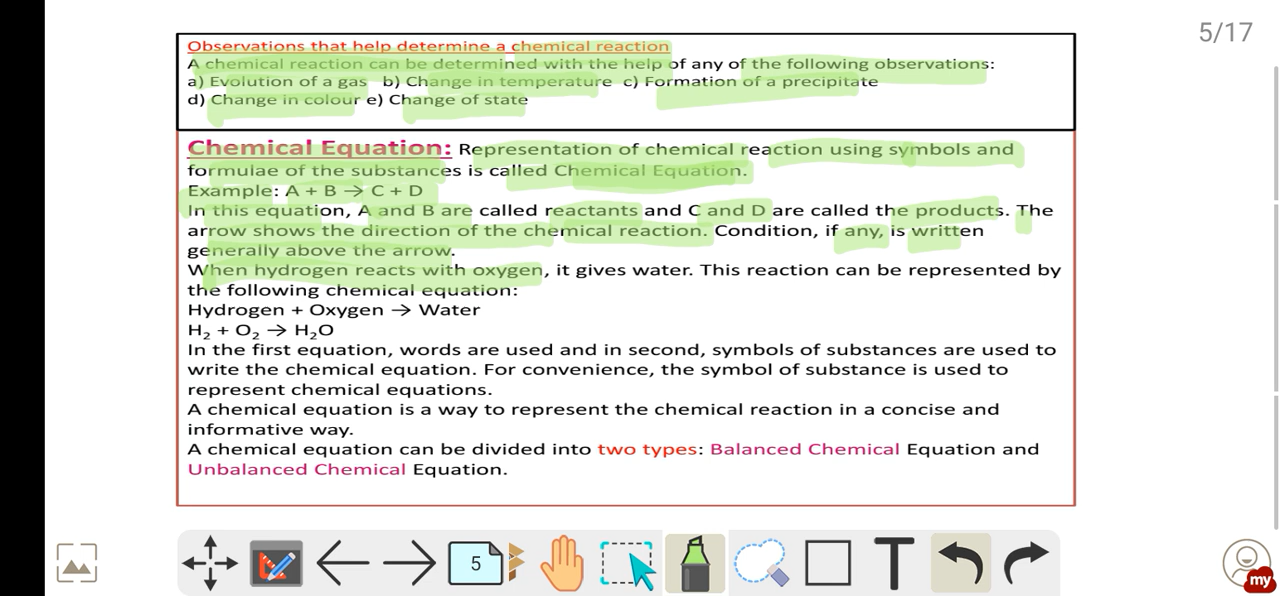 5/17
Observations that help determine a chemical reaction
A chemical reaction can be determined with the help of any of the following observations:
a) Evolution of a gas b) Change in temperature c) Formation of a precipitate
d) Change in colour e) Change of state
Chemical Equation: Representation of chemical reaction using symbols and
formulae of the substances is called Chemical Equation.
Example: A + B → C + D
In this equation, A and B are called reactants and C and D are called the products. The
arrow shows the direction of the chemical reaction. Condition, if any, is written
generally above the arrow.
When hydrogen reacts with oxygen, it gives water. This reaction can be represented by
the following chemical equation:
Hydrogen + Oxygen → Water
H₂ + O₂ → H₂O
In the first equation, words are used and in second, symbols of substances are used to
write the chemical equation. For convenience, the symbol of substance is used to
represent chemical equations.
A chemical equation is a way to represent the chemical reaction in a concise and
informative way.
A chemical equation can be divided into two types: Balanced Chemical Equation and
Unbalanced Chemical Equation.
5
T
my